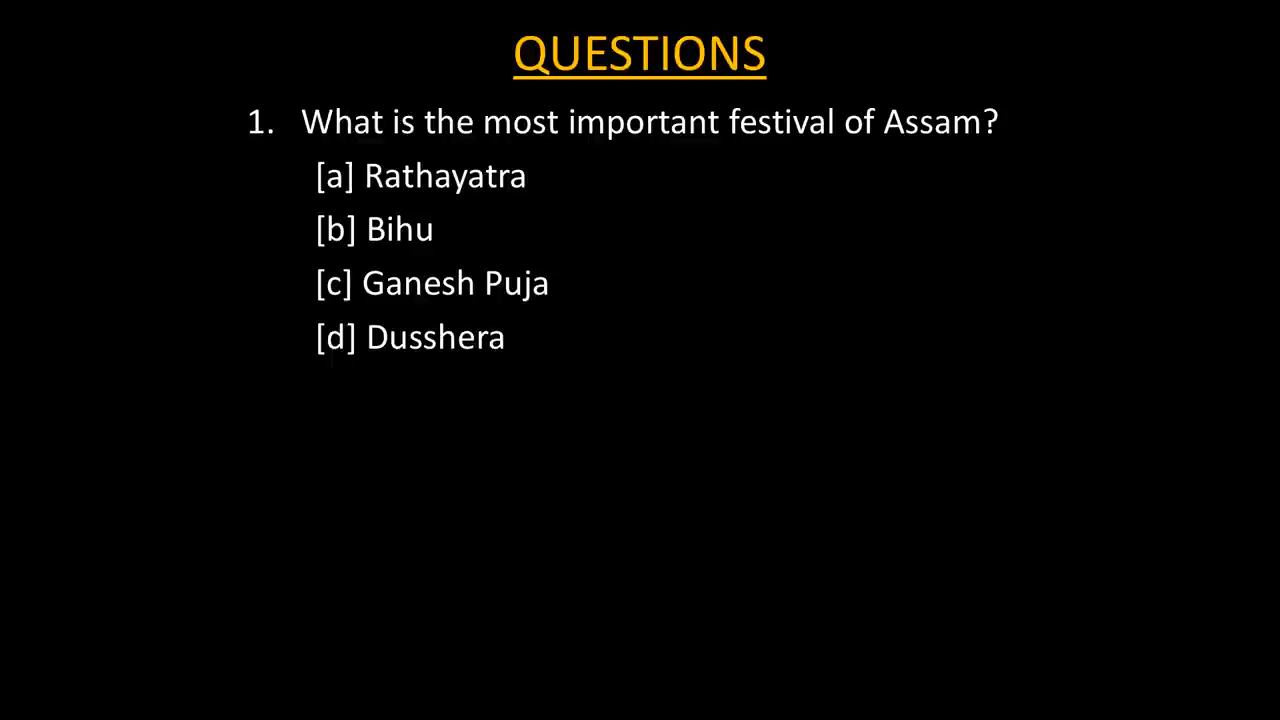 QUESTIONS
1. What is the most important festival of Assam?
[a] Rathayatra
[b] Bihu
[c] Ganesh Puja
[d] Dusshera